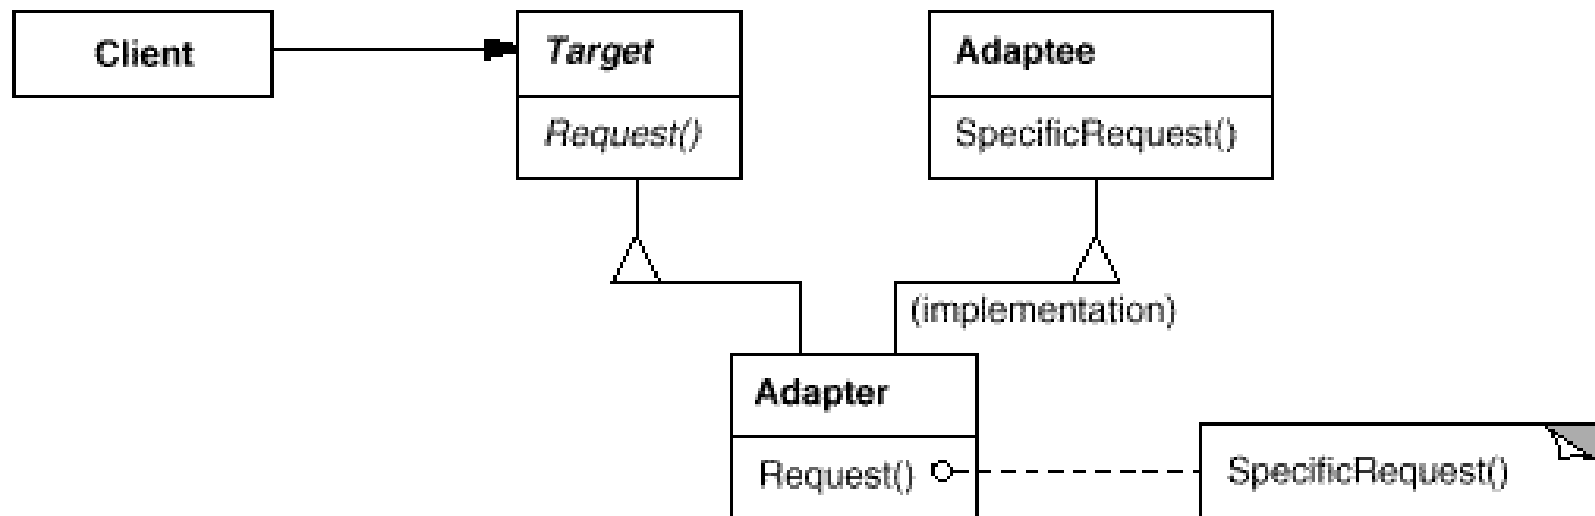 Client
Target
Request()
Adaptee
SpecificRequest()
(implementation)
Adapter
Request()
SpecificRequest()